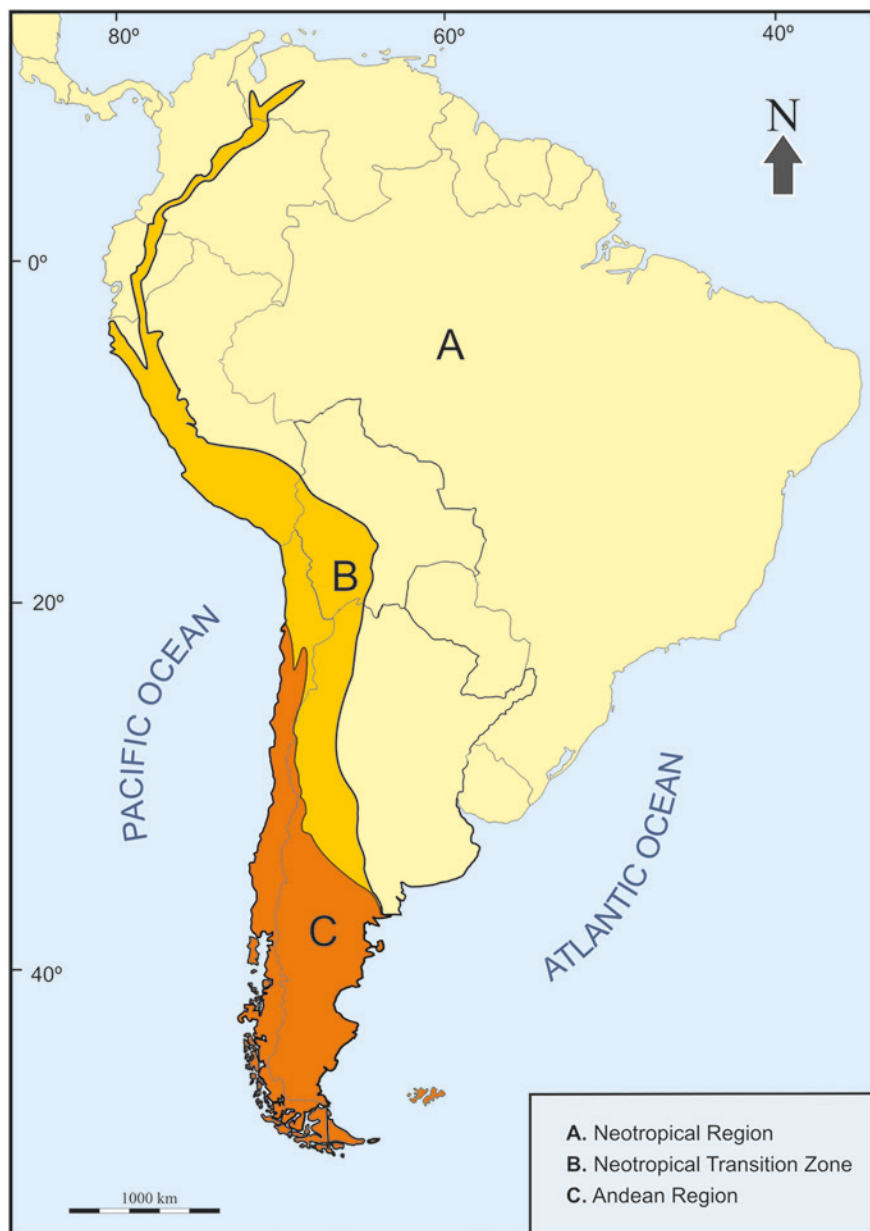 80º 60º 40º
N
0º
A
B
20º
PACIFIC OCEAN
ATLANTIC OCEAN
C
40º
A. Neotropical Region
B. Neotropical Transition Zone
C. Andean Region
1000 km